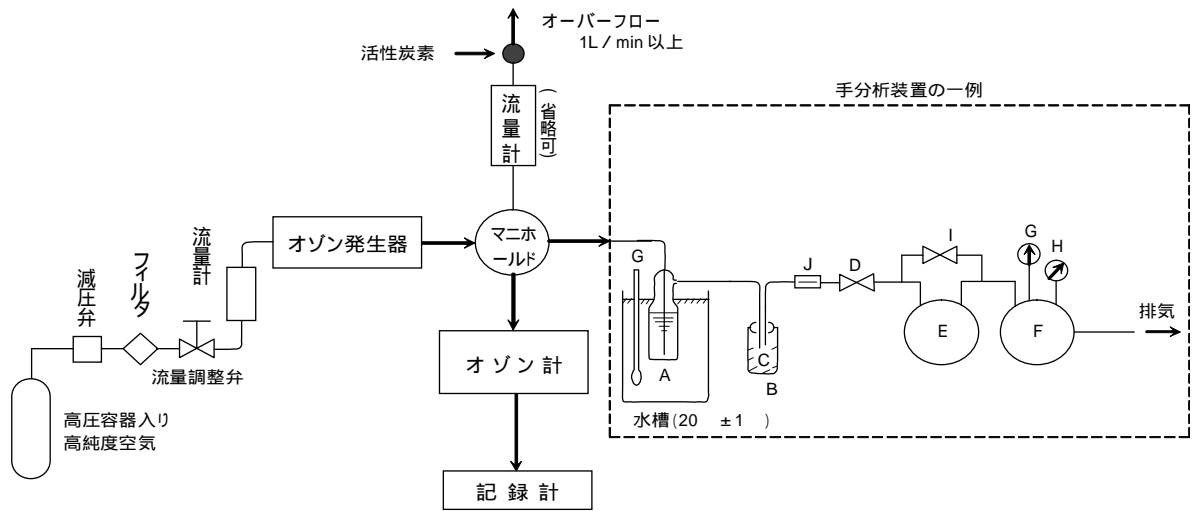 オーバーフロー
1L / min 以上
活性炭素
流量計
(省略可)
手分析装置の一例
オゾン発生器
マニホ
ールド
流量計
フィルタ
減圧弁
流量調整弁
高圧容器入り
高純度空気
オゾン計
記録計
G
A
水槽(20 ±1 )
C
B
J
D
I
E
G
H
F
排気